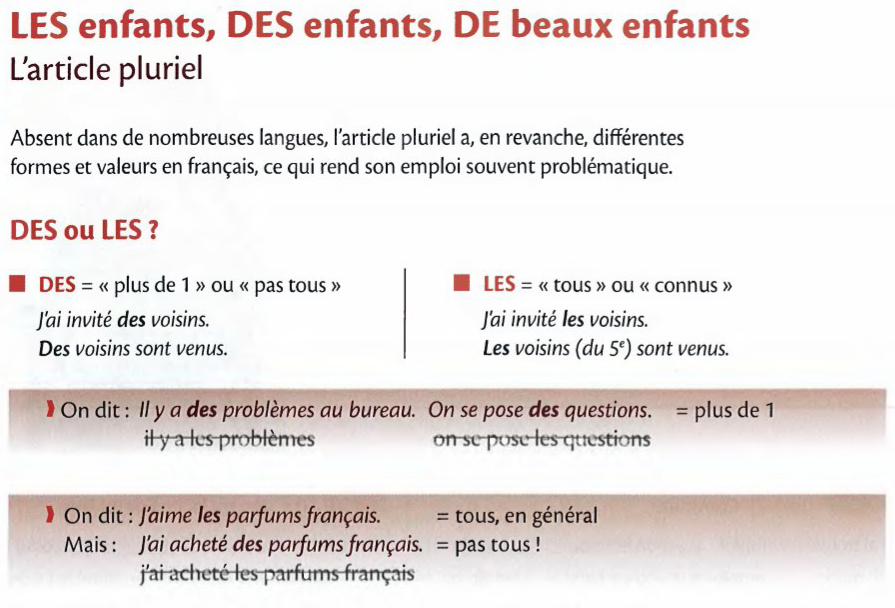 LES enfants, DES enfants, DE beaux enfants
L'article pluriel
Absent dans de nombreuses langues, l'article pluriel a, en revanche, différentes
formes et valeurs en français, ce qui rend son emploi souvent problématique.
DES ou LES ?
■ DES = « plus de 1 » ou « pas tous »
J'ai invité des voisins.
Des voisins sont venus.
■ LES = « tous » ou « connus »
J'ai invité les voisins.
Les voisins (du 5e) sont venus.
On dit : Il y a des problèmes au bureau. On se pose des questions. = plus de 1
il y a les problèmes on se pose les questions
On dit : J'aime les parfums français. = tous, en général
Mais : J'ai acheté des parfums français. = pas tous !
j'ai acheté les parfums français